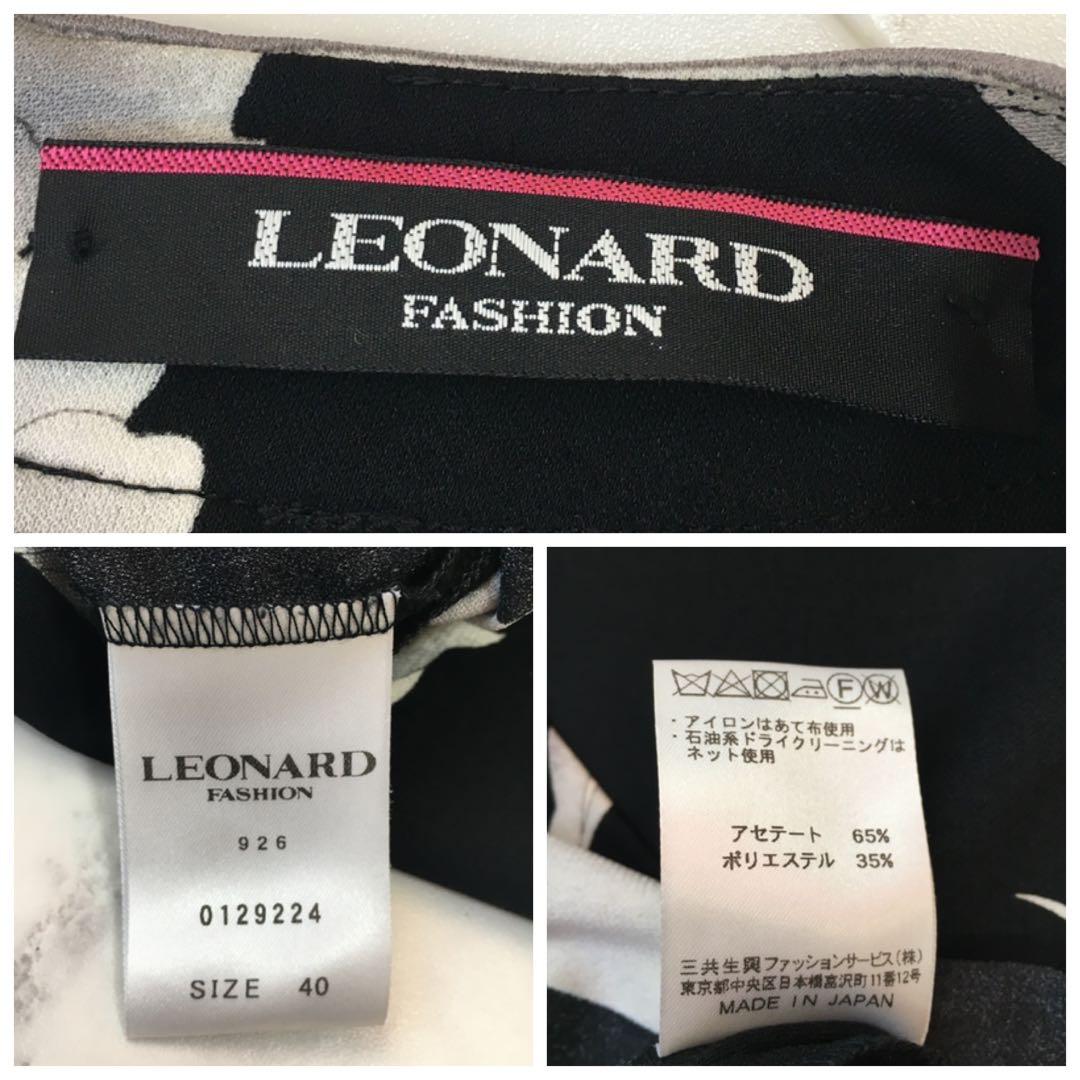 LEONARD
FASHION
LEONARD
FASHION
926
0129224
SIZE 40
F W
・アイロンはあて布使用
・石油系ドライクリーニングは
ネット使用
アセテート 65%
ポリエステル 35%
三共生興ファッションサービス(株)
東京都中央区日本橋富沢町11番12号
MADE IN JAPAN